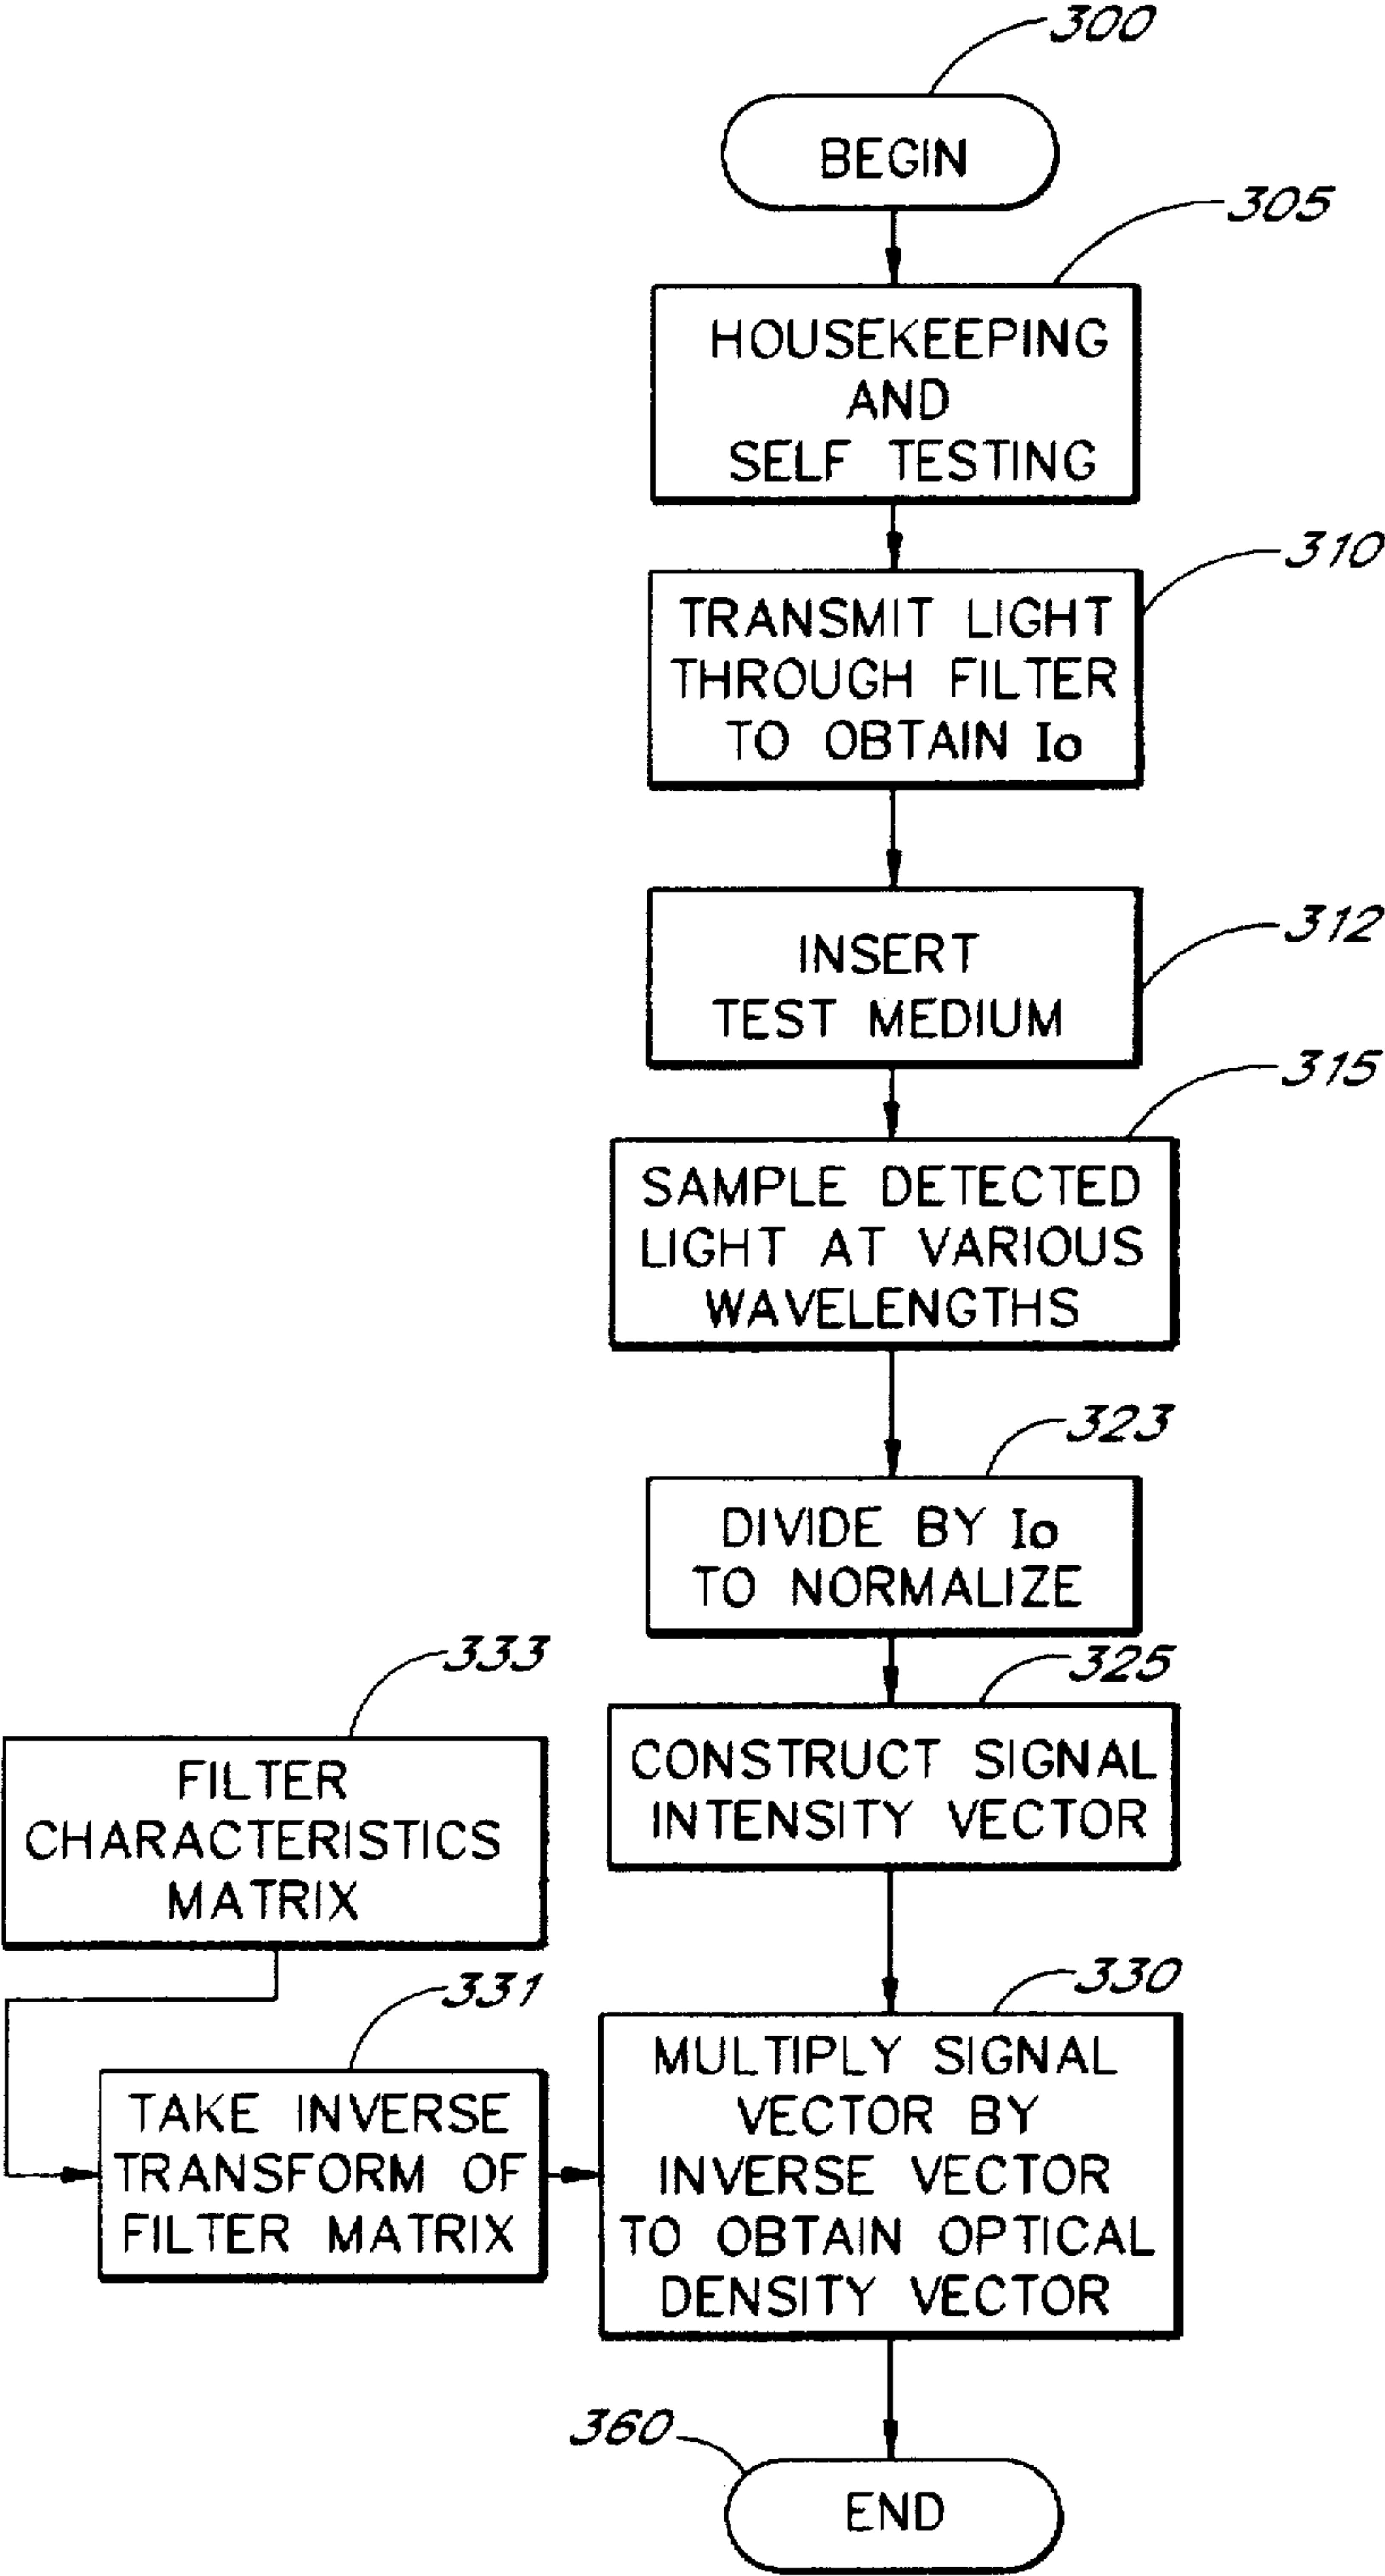 300
BEGIN
305
HOUSEKEEPING
AND
SELF TESTING
310
TRANSMIT LIGHT
THROUGH FILTER
TO OBTAIN Io
312
INSERT
TEST MEDIUM
315
SAMPLE DETECTED
LIGHT AT VARIOUS
WAVELENGTHS
323
DIVIDE BY Io
TO NORMALIZE
325
CONSTRUCT SIGNAL
INTENSITY VECTOR
333
FILTER
CHARACTERISTICS
MATRIX
331
TAKE INVERSE
TRANSFORM OF
FILTER MATRIX
330
MULTIPLY SIGNAL
VECTOR BY
INVERSE VECTOR
TO OBTAIN OPTICAL
DENSITY VECTOR
360
END